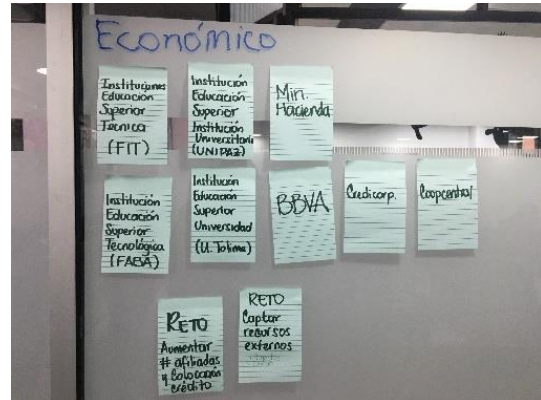 Económico
Instituciones
Educación
Superior
Técnica
(FIT)
Institución
Educación
Superior
Institución
Universitaria
(UNIPAZ)
Min.
Hacienda
Institución
Educación
Superior
Tecnológica
(FABA)
Institución
Educación
Superior
Universidad
(U. Tolima)
BBVA
Credicorp.
Coopcentral
RETO
Aumentar
# afiliadas
y Colocación
crédito
RETO
Captar
recursos
externos